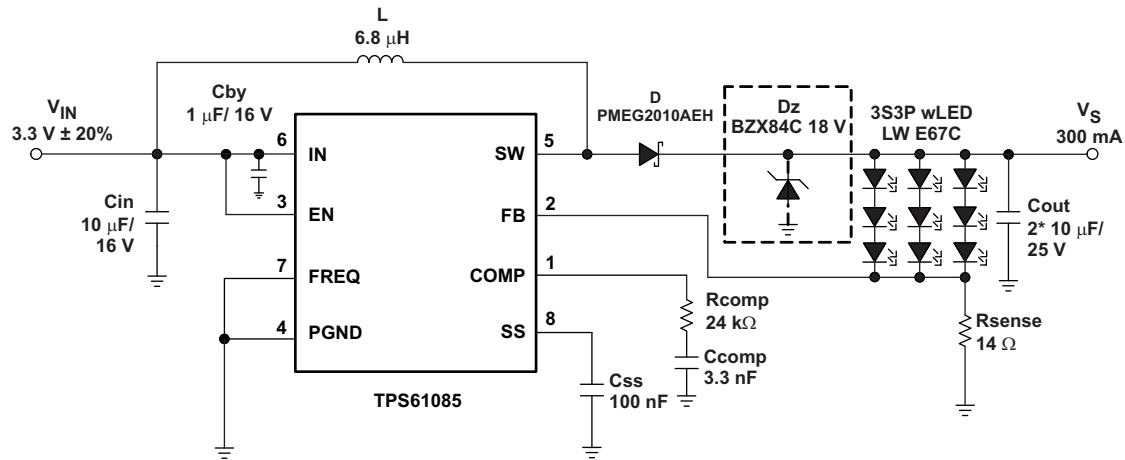 L
6.8 μH
Cby
1 μF/ 16 V
VIN
3.3 V ± 20%
D
PMEG2010AEH
Dz
BZX84C 18 V
3S3P wLED
LW E67C
VS
300 mA
6
IN
SW
5
3
EN
FB
2
Cin
10 μF/
16 V
Cout
2* 10 μF/
25 V
7
FREQ
COMP
1
4
PGND
SS
8
Rcomp
24 kΩ
Rsense
14 Ω
Ccomp
3.3 nF
Css
100 nF
TPS61085